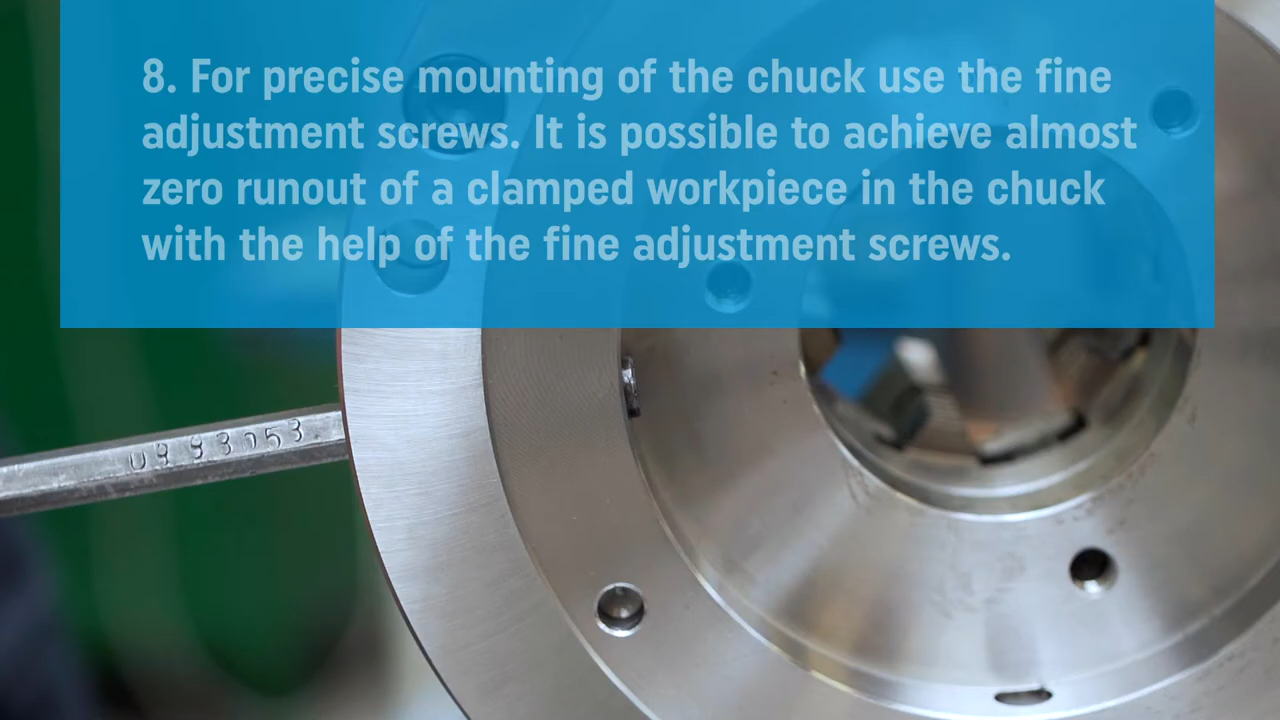 8. For precise mounting of the chuck use the fine
adjustment screws. It is possible to achieve almost
zero runout of a clamped workpiece in the chuck
with the help of the fine adjustment screws.